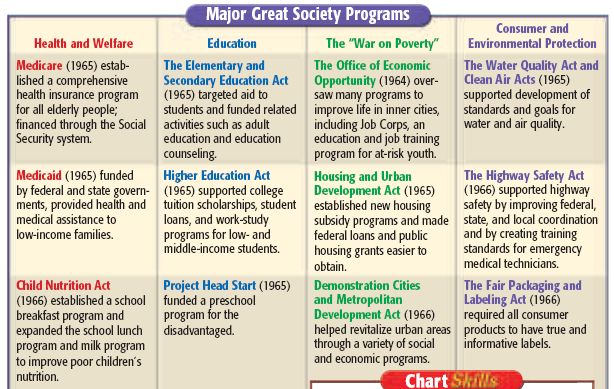 Major Great Society Programs
Health and Welfare
Medicare (1965) estab-
lished a comprehensive
health insurance program
for all elderly people;
financed through the Social
Security system.
Medicaid (1965) funded
by federal and state govern-
ments, provided health and
medical assistance to
low-income families.
Child Nutrition Act
(1966) established a school
breakfast program and
expanded the school lunch
program and milk program
to improve poor children's
nutrition.
Education
The Elementary and
Secondary Education Act
(1965) targeted aid to
students and funded related
activities such as adult
education and education
counseling.
Higher Education Act
(1965) supported college
tuition scholarships, student
loans, and work-study
programs for low- and
middle-income students.
Project Head Start (1965)
funded a preschool
program for the
disadvantaged.
The "War on Poverty"
The Office of Economic
Opportunity (1964) over-
saw many programs to
improve life in inner cities,
including Job Corps, an
education and job training
program for at-risk youth.
Housing and Urban
Development Act (1965)
established new housing
subsidy programs and made
federal loans and public
housing grants easier to
obtain.
Demonstration Cities
and Metropolitan
Development Act (1966)
helped revitalize urban areas
through a variety of social
and economic programs.
Consumer and
Environmental Protection
The Water Quality Act and
Clean Air Acts (1965)
supported development of
standards and goals for
water and air quality.
The Highway Safety Act
(1966) supported highway
safety by improving federal,
state, and local coordination
and by creating training
standards for emergency
medical technicians.
The Fair Packaging and
Labeling Act (1966)
required all consumer
products to have true and
informative labels.
Chart Skills